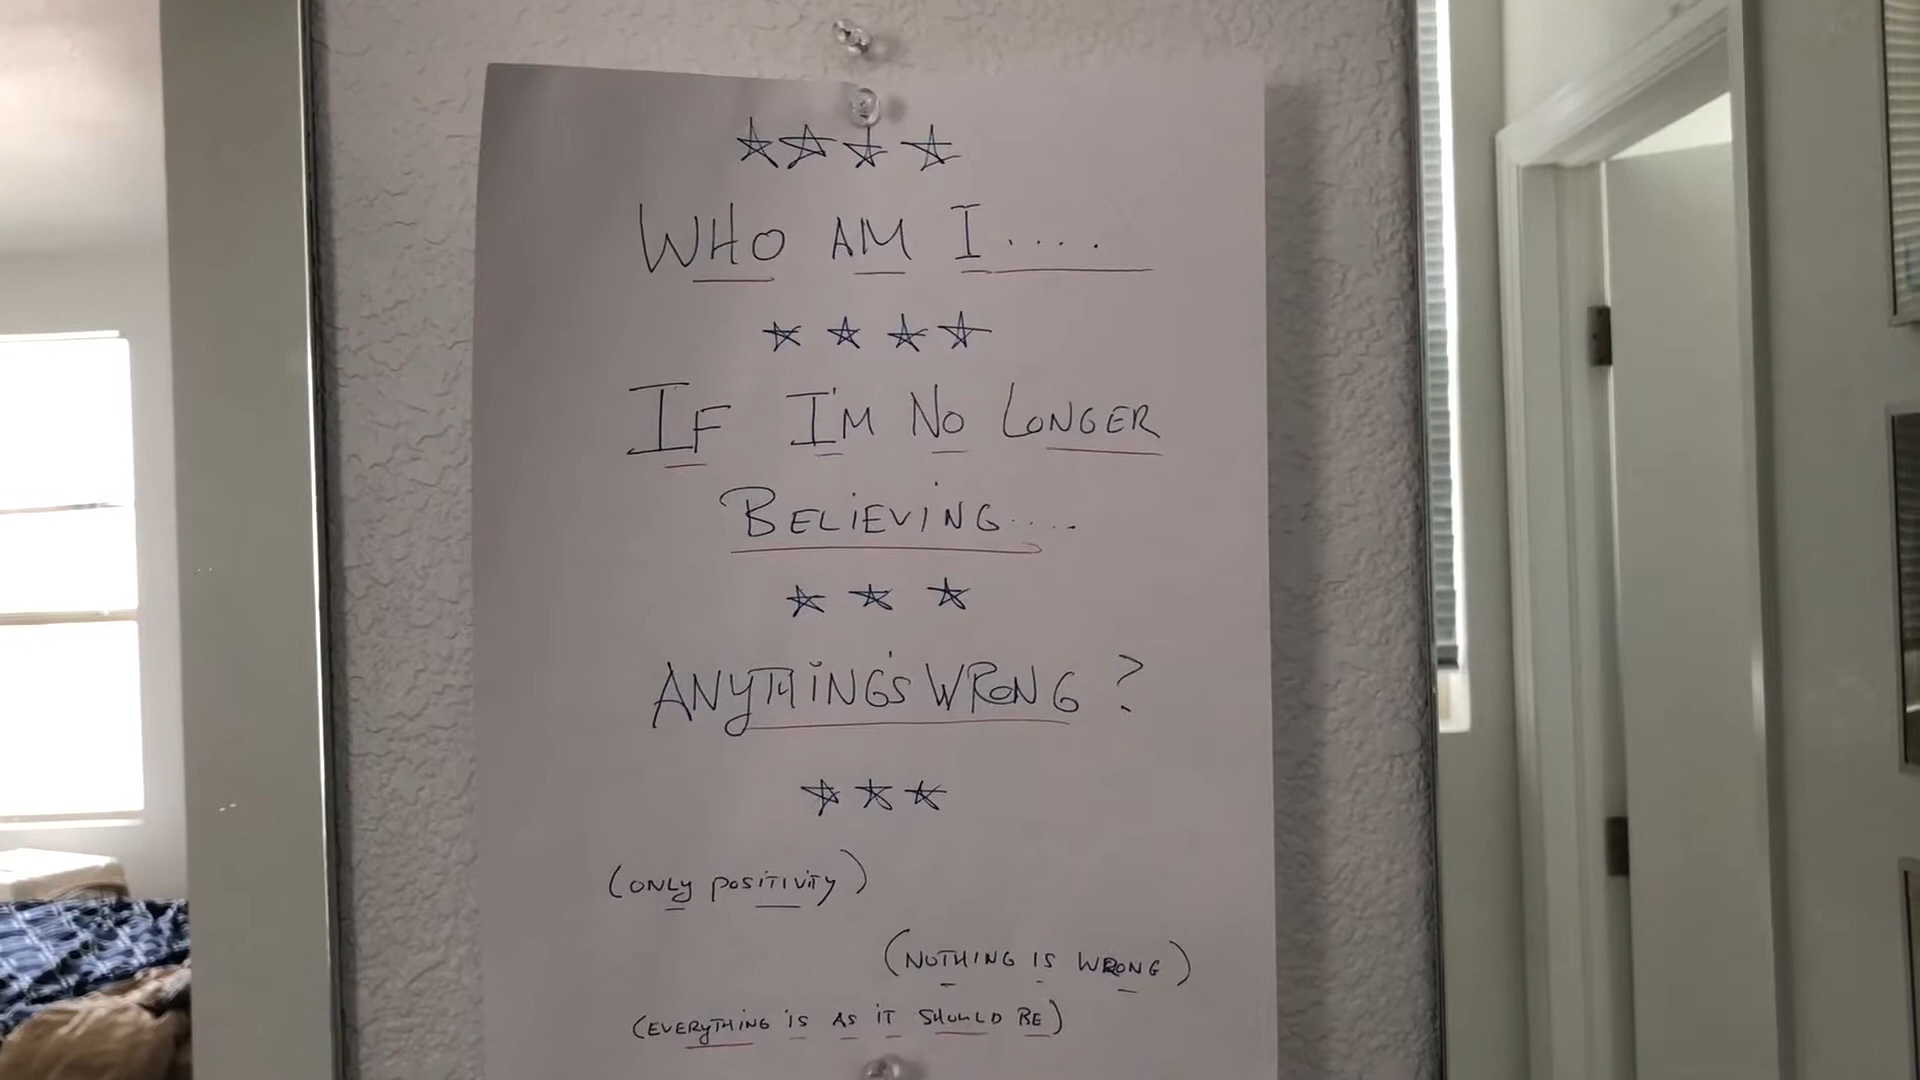 WHO AM I....
IF I'M NO LONGER
BELIEVING....
ANYTHING'S WRONG?
(ONLY POSITIVITY)
(NOTHING IS WRONG)
(EVERYTHING IS AS IT SHOULD BE)